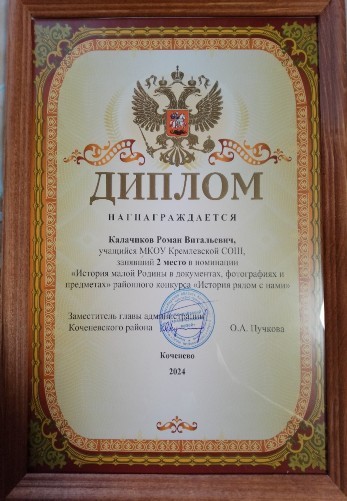 ДИПЛОМ
НАГНАГРАЖДАЕТСЯ
Калачиков Роман Витальевич,
учащийся МКОУ Кремлевской СОШ,
занявший 2 место в номинации
«История малой Родины в документах, фотографиях и
предметах» районного конкурса «История рядом с нами»
Заместитель главы администрации
Коченевского района О.А. Пучкова
Коченево
2024